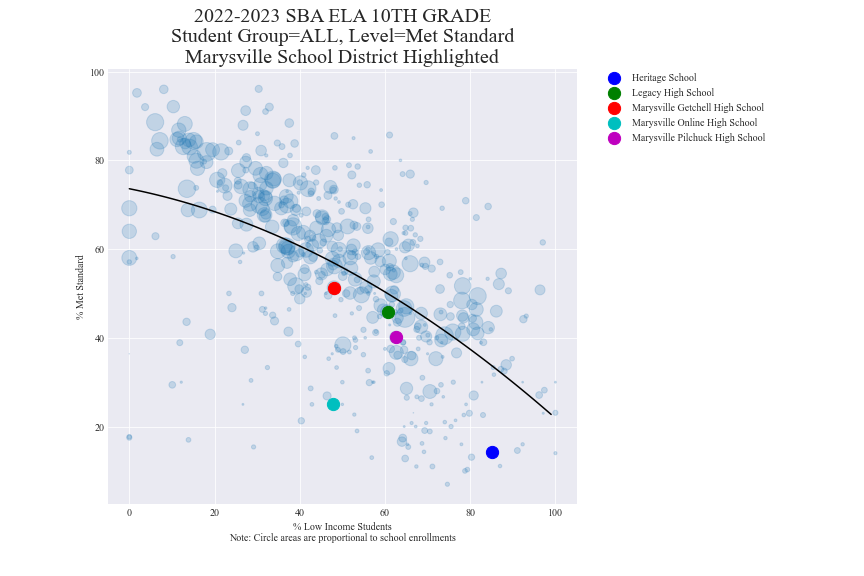 2022-2023 SBA ELA 10TH GRADE
Student Group=ALL, Level=Met Standard
Marysville School District Highlighted
100
80
60
40
20
% Met Standard
0 20 40 60 80 100
% Low Income Students
Note: Circle areas are proportional to school enrollments
Heritage School
Legacy High School
Marysville Getchell High School
Marysville Online High School
Marysville Pilchuck High School